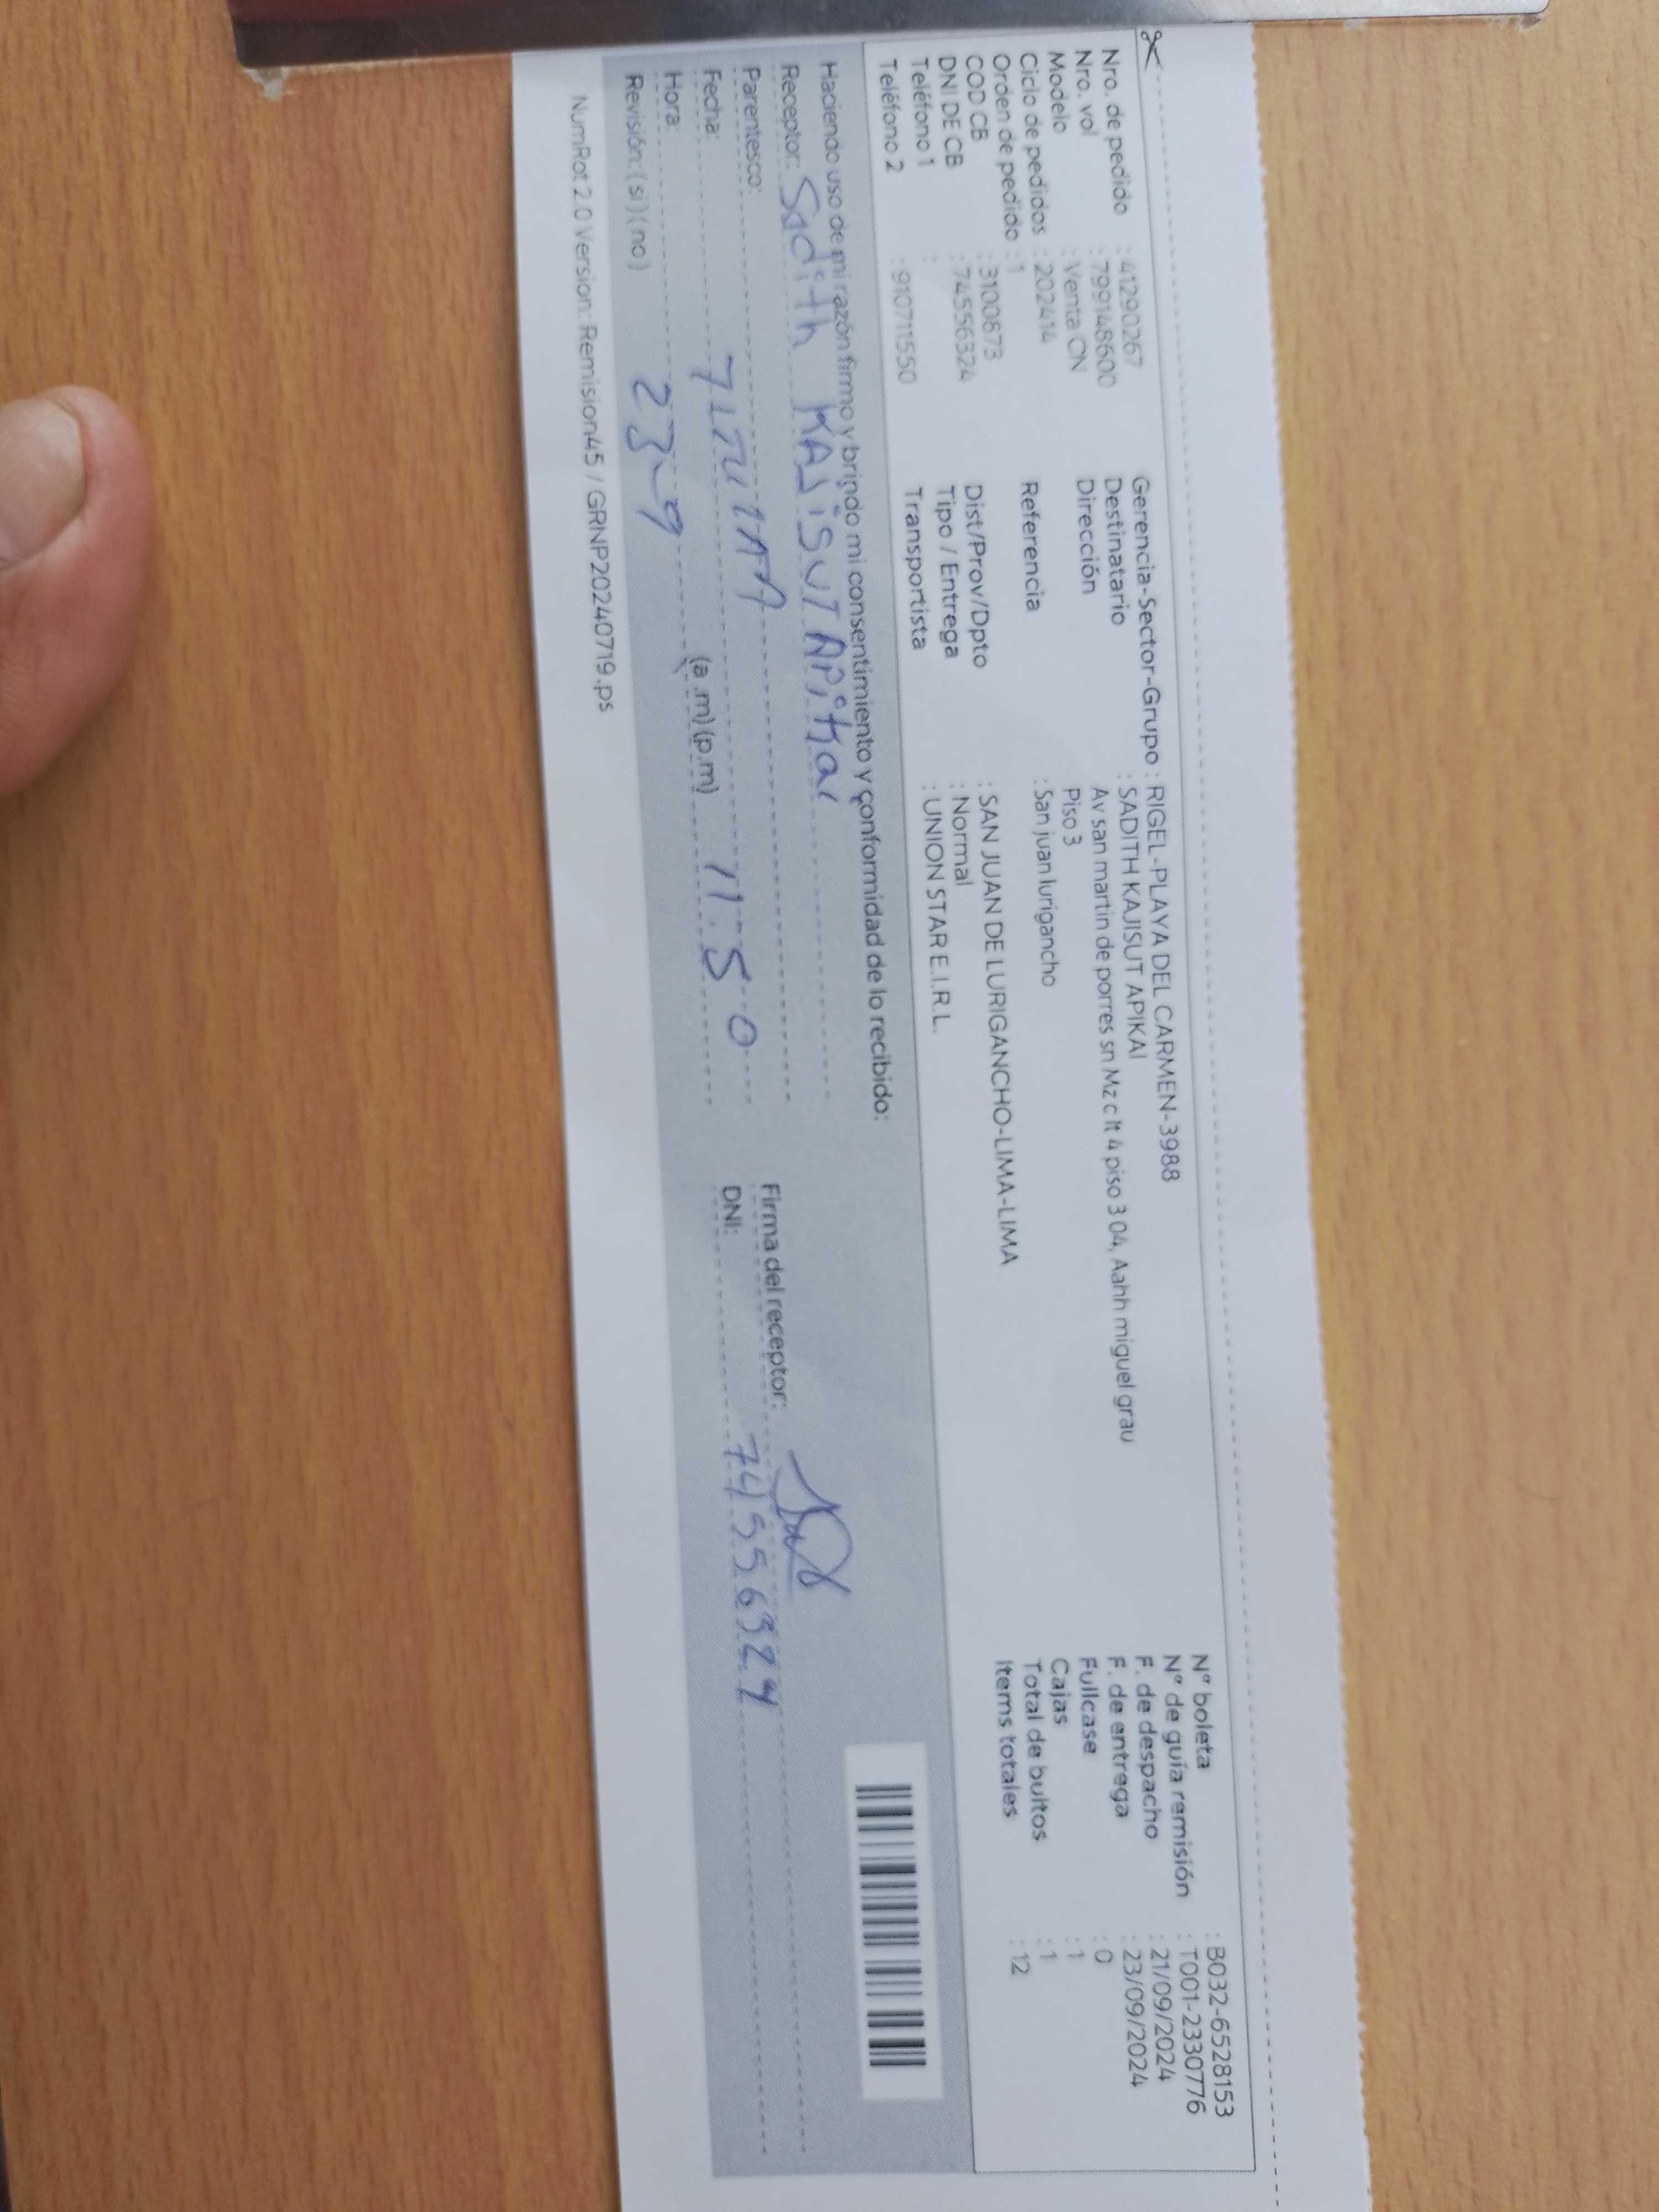 Nro. de pedido : 41290267
Nro. vol : 799148600
Modelo : Venta CN
Ciclo de pedidos : 202414
Orden de pedido : 1
COD CB : 3100873
DNI DE CB : 74556324
Teléfono 1 :
Teléfono 2 : 910711550
Gerencia-Sector-Grupo : RIGEL-PLAYA DEL CARMEN-3988
Destinatario : SADITH KAJISUT APIKAI
Dirección Av san martin de porres sn Mz c lt 4 piso 3 04, Aahh miguel grau
Piso 3
Referencia : San juan lurigancho
Dist/Prov/Dpto : SAN JUAN DE LURIGANCHO-LIMA-LIMA
Tipo / Entrega : Normal
Transportista : UNION STAR E.I.R.L.
N° boleta : B032-6528153
N° de guía remisión : T001-2330776
F. de despacho : 21/09/2024
F. de entrega : 23/09/2024
Fullcase : 0
Cajas : 1
Total de bultos : 1
Items totales : 12
Haciendo uso de mi razón firmo y brindo mi consentimiento y conformidad de lo recibido:
Receptor: Sadith KAJiSUT APiKai
Parentesco:
Fecha: 23-9
Hora: (a.m) (p.m) 11:50
Revisión: (si) (no)
Firma del receptor:
DNI: 74556324
NumRot 2.0 Version: Remision45 / GRNP20240719.ps